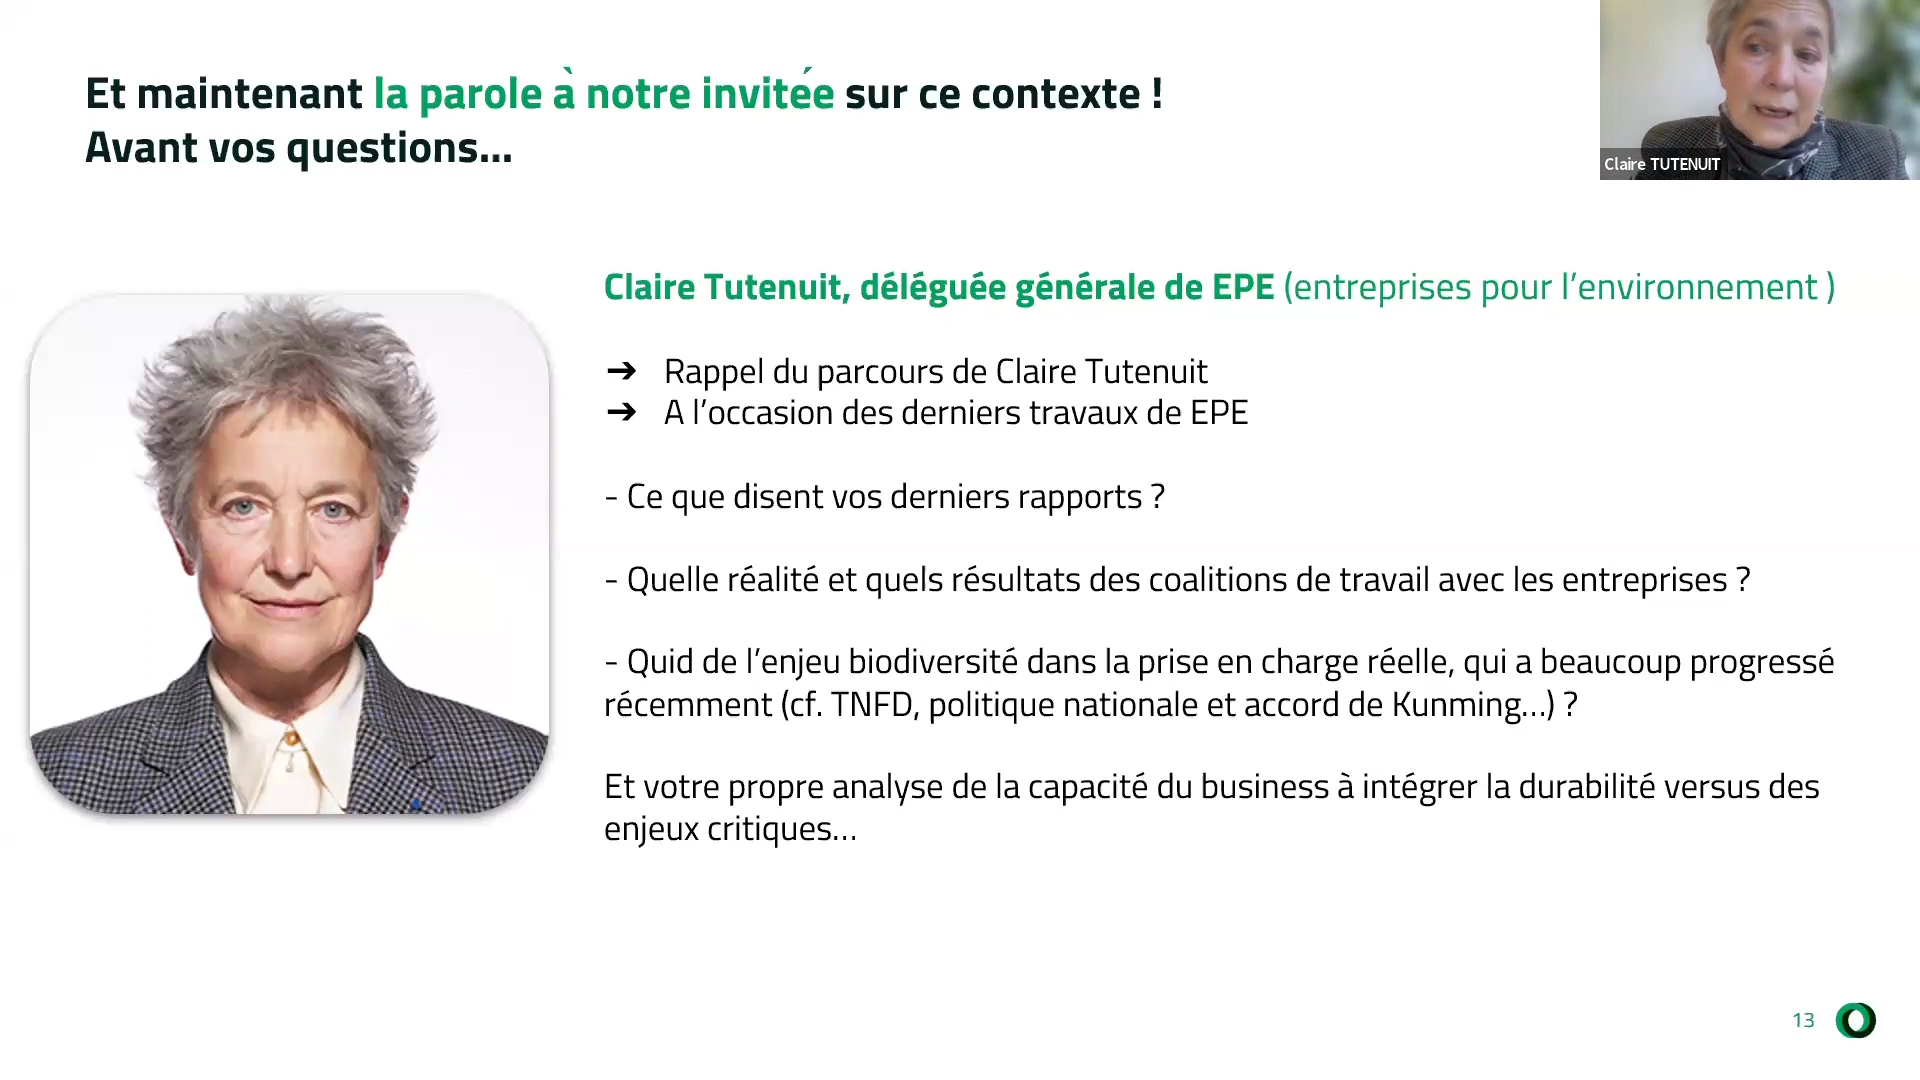 Et maintenant la parole à notre invitée sur ce contexte !
Avant vos questions...
Claire TUTENUIT
Claire Tutenuit, déléguée générale de EPE (entreprises pour l’environnement )
➔ Rappel du parcours de Claire Tutenuit
➔ A l’occasion des derniers travaux de EPE
- Ce que disent vos derniers rapports ?
- Quelle réalité et quels résultats des coalitions de travail avec les entreprises ?
- Quid de l’enjeu biodiversité dans la prise en charge réelle, qui a beaucoup progressé
récemment (cf. TNFD, politique nationale et accord de Kunming…) ?
Et votre propre analyse de la capacité du business à intégrer la durabilité versus des
enjeux critiques…
13